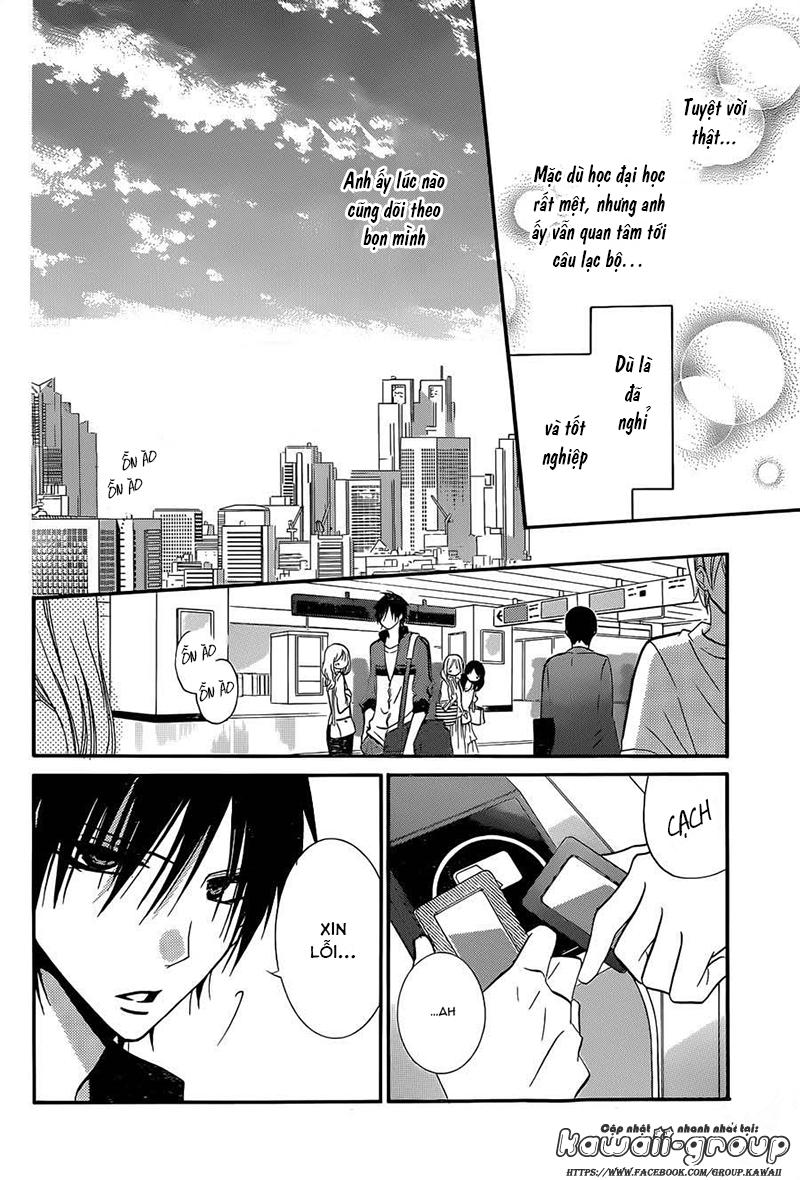 Tuyệt vời
thật...
Mặc dù học đại học
rất mệt, nhưng anh
ấy vẫn quan tâm tới
câu lạc bộ...
Dù là
đã
nghỉ
và tốt
nghiệp
Anh ấy lúc nào
cũng dõi theo
bọn mình
ỒN ÀO
ỒN ÀO
ỒN ÀO
ỒN ÀO
CẠCH
...AH
XIN
LỖI...
Cập nhật nhanh nhất tại:
kawaii-group
HTTPS://WWW.FACEBOOK.COM/GROUP.KAWAII